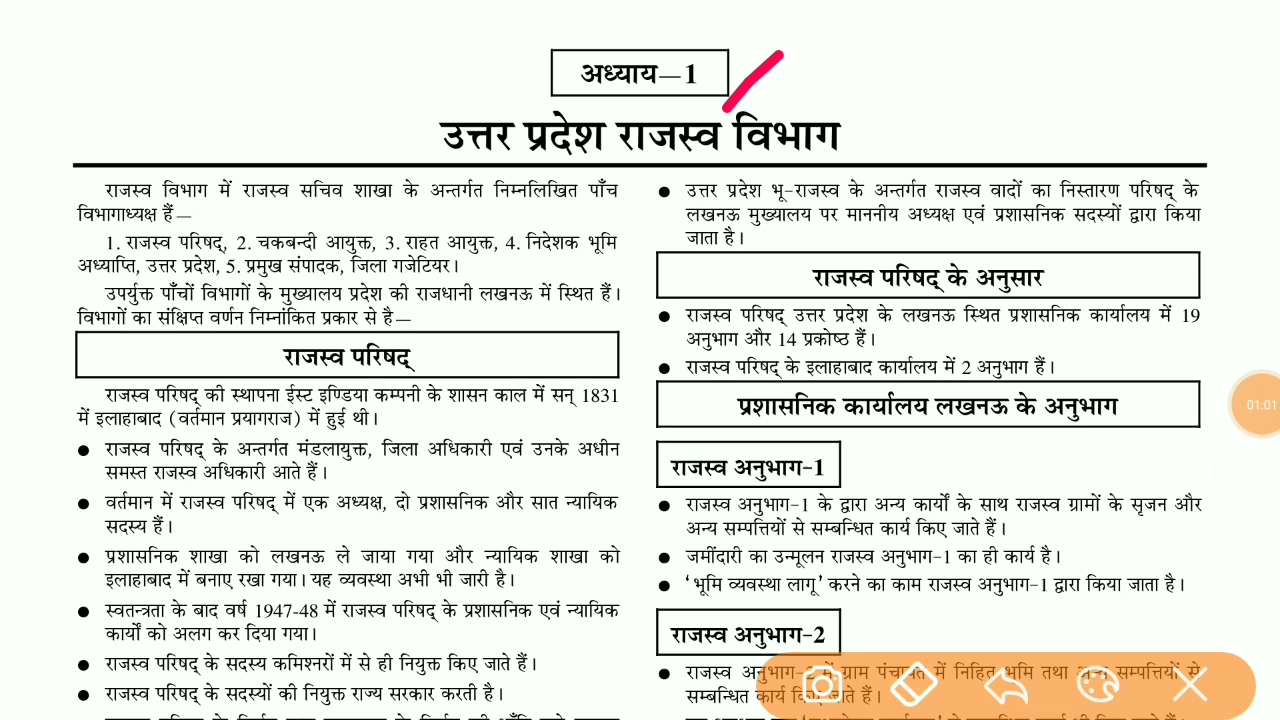 अध्याय—1
उत्तर प्रदेश राजस्व विभाग
राजस्व विभाग में राजस्व सचिव शाखा के अन्तर्गत निम्नलिखित पाँच
विभागाध्यक्ष हैं—
1. राजस्व परिषद्, 2. चकबन्दी आयुक्त, 3. राहत आयुक्त, 4. निदेशक भूमि
अध्याप्ति, उत्तर प्रदेश, 5. प्रमुख संपादक, जिला गजेटियर।
उपर्युक्त पाँचों विभागों के मुख्यालय प्रदेश की राजधानी लखनऊ में स्थित हैं।
विभागों का संक्षिप्त वर्णन निम्नांकित प्रकार से है—
राजस्व परिषद्
राजस्व परिषद् की स्थापना ईस्ट इण्डिया कम्पनी के शासन काल में सन् 1831
में इलाहाबाद (वर्तमान प्रयागराज) में हुई थी।
● राजस्व परिषद् के अन्तर्गत मंडलायुक्त, जिला अधिकारी एवं उनके अधीन
समस्त राजस्व अधिकारी आते हैं।
● वर्तमान में राजस्व परिषद् में एक अध्यक्ष, दो प्रशासनिक और सात न्यायिक
सदस्य हैं।
● प्रशासनिक शाखा को लखनऊ ले जाया गया और न्यायिक शाखा को
इलाहाबाद में बनाए रखा गया। यह व्यवस्था अभी भी जारी है।
● स्वतन्त्रता के बाद वर्ष 1947-48 में राजस्व परिषद् के प्रशासनिक एवं न्यायिक
कार्यों को अलग कर दिया गया।
● राजस्व परिषद् के सदस्य कमिश्नरों में से ही नियुक्त किए जाते हैं।
● राजस्व परिषद् के सदस्यों की नियुक्त राज्य सरकार करती है।
● उत्तर प्रदेश भू-राजस्व के अन्तर्गत राजस्व वादों का निस्तारण परिषद् के
लखनऊ मुख्यालय पर माननीय अध्यक्ष एवं प्रशासनिक सदस्यों द्वारा किया
जाता है।
राजस्व परिषद् के अनुसार
● राजस्व परिषद् उत्तर प्रदेश के लखनऊ स्थित प्रशासनिक कार्यालय में 19
अनुभाग और 14 प्रकोष्ठ हैं।
● राजस्व परिषद् के इलाहाबाद कार्यालय में 2 अनुभाग हैं।
प्रशासनिक कार्यालय लखनऊ के अनुभाग
राजस्व अनुभाग-1
● राजस्व अनुभाग-1 के द्वारा अन्य कार्यों के साथ राजस्व ग्रामों के सृजन और
अन्य सम्पत्तियों से सम्बन्धित कार्य किए जाते हैं।
● जमींदारी का उन्मूलन राजस्व अनुभाग-1 का ही कार्य है।
● 'भूमि व्यवस्था लागू' करने का काम राजस्व अनुभाग-1 द्वारा किया जाता है।
राजस्व अनुभाग-2
● राजस्व अनुभाग-2 में ग्राम पंचायत में निहित भूमि तथा अन्य सम्पत्तियों से
सम्बन्धित कार्य किए जाते हैं।
01:01